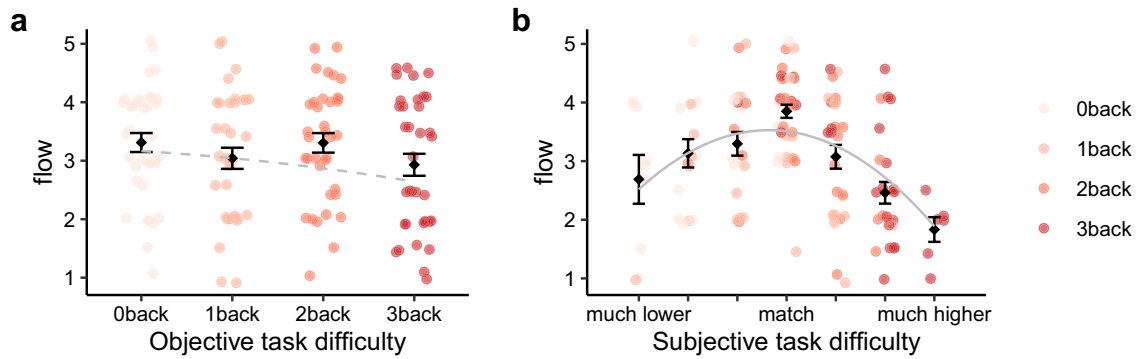 a
5
4
3
2
1
flow
0back 1back 2back 3back
Objective task difficulty
b
5
4
3
2
1
flow
much lower match much higher
Subjective task difficulty
0back
1back
2back
3back